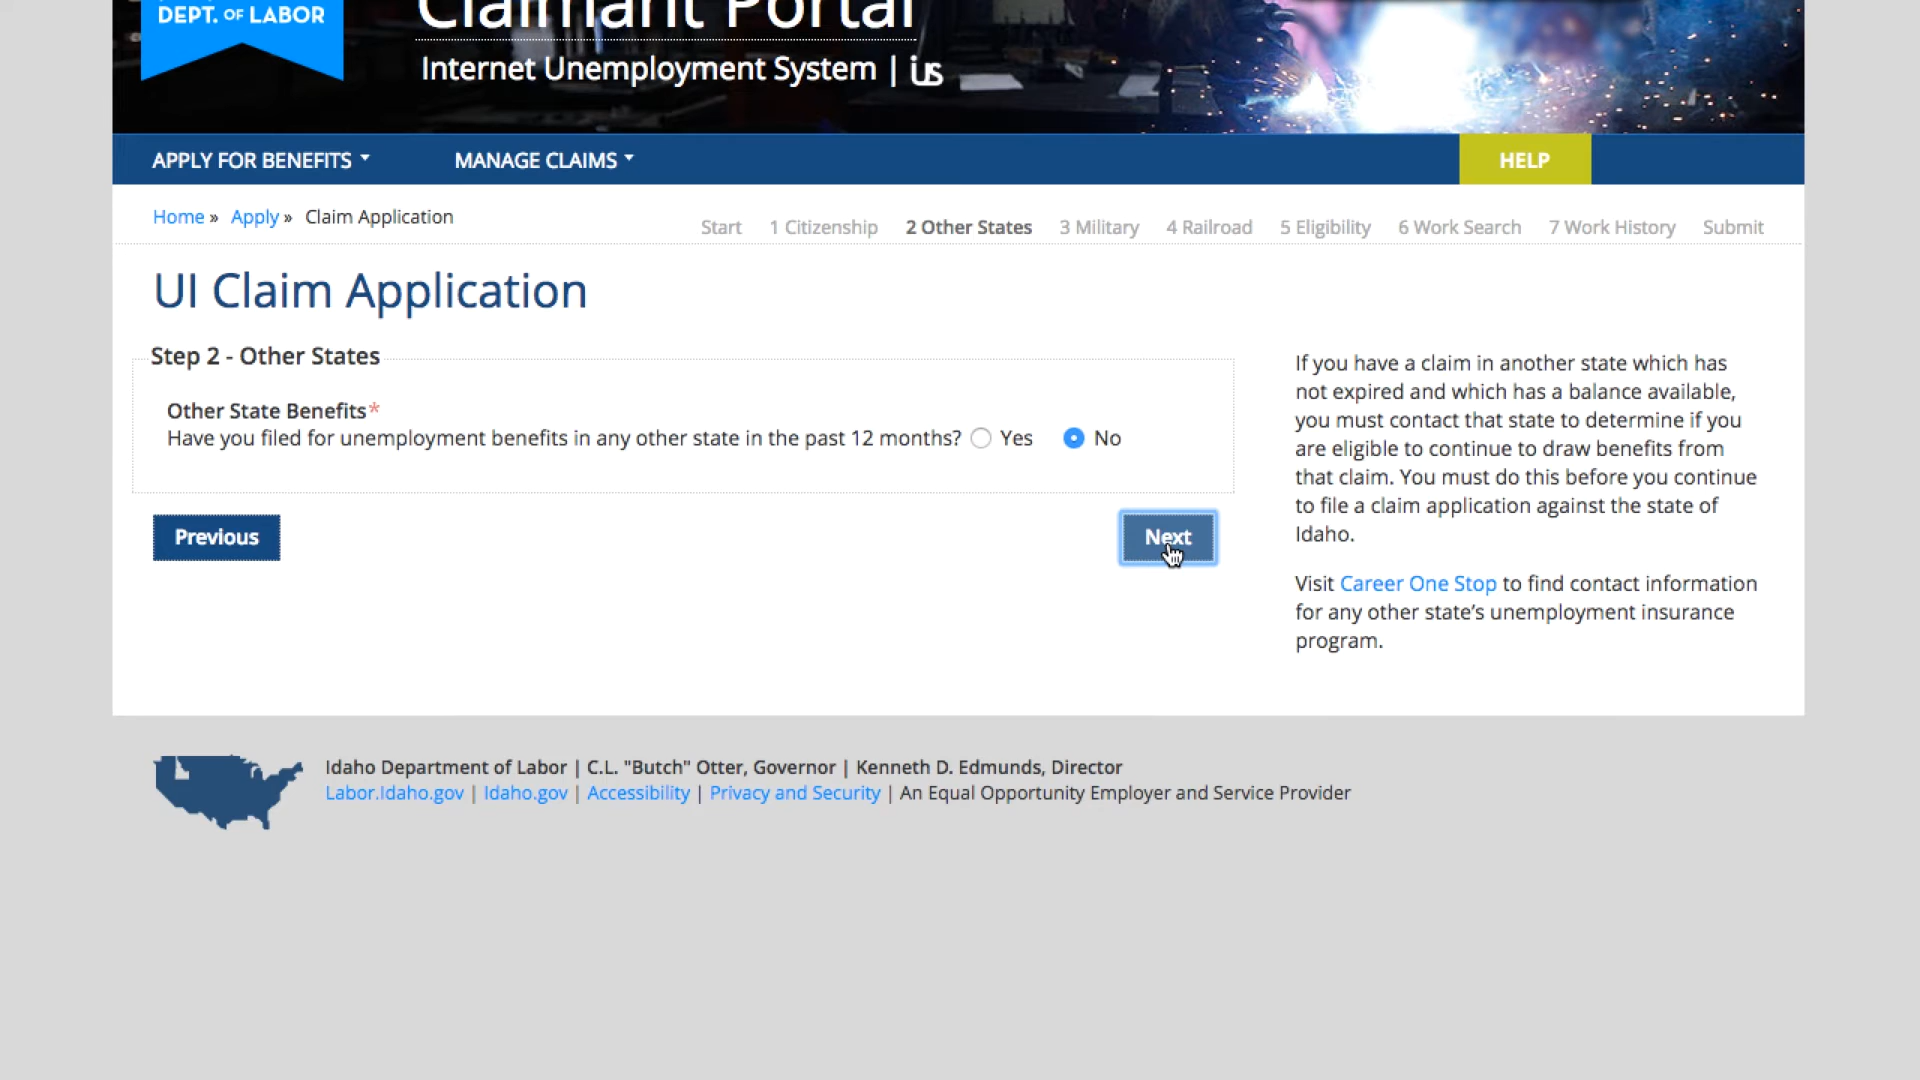 DEPT. OF LABOR
Claimant Portal
Internet Unemployment System | ius
APPLY FOR BENEFITS
MANAGE CLAIMS
HELP
Home » Apply » Claim Application
Start 1 Citizenship 2 Other States 3 Military 4 Railroad 5 Eligibility 6 Work Search 7 Work History Submit
UI Claim Application
Step 2 - Other States
Other State Benefits*
Have you filed for unemployment benefits in any other state in the past 12 months? Yes No
Previous
Next
If you have a claim in another state which has
not expired and which has a balance available,
you must contact that state to determine if you
are eligible to continue to draw benefits from
that claim. You must do this before you continue
to file a claim application against the state of
Idaho.
Visit Career One Stop to find contact information
for any other state’s unemployment insurance
program.
Idaho Department of Labor | C.L. "Butch" Otter, Governor | Kenneth D. Edmunds, Director
Labor.Idaho.gov | Idaho.gov | Accessibility | Privacy and Security | An Equal Opportunity Employer and Service Provider